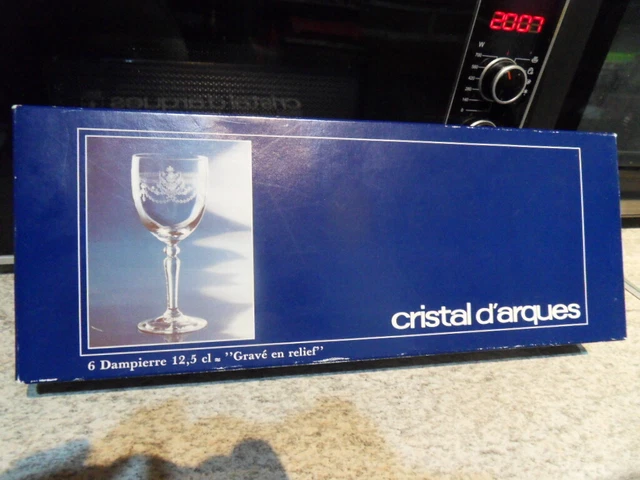 20:07
W
cristal d'arques
6 Dampierre 12,5 cl = ’’Gravé en relief’’